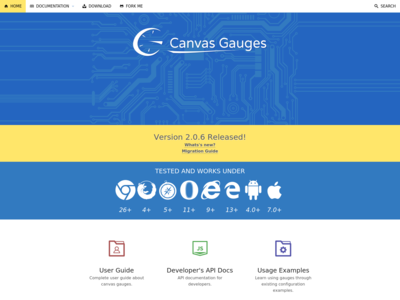 HOME DOCUMENTATION DOWNLOAD FORK ME SEARCH
Canvas Gauges
Version 2.0.6 Released!
Whats's new?
Migration Guide
TESTED AND WORKS UNDER
26+ 4+ 5+ 11+ 9+ 13+ 4.0+ 7.0+
JS
User Guide Developer's API Docs Usage Examples
Complete user guide about API documentation for Learn using gauges through
canvas gauges. developers. existing configuration
examples.